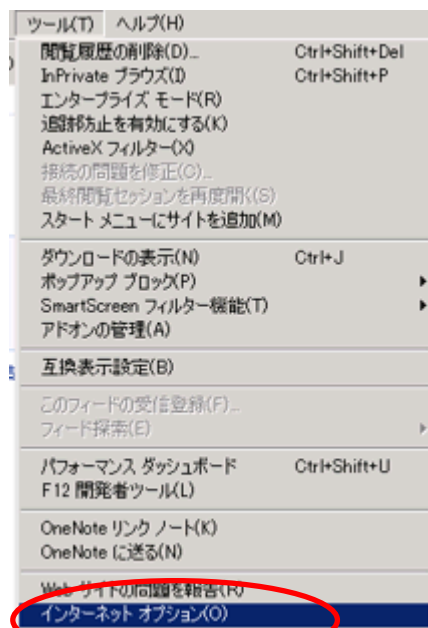 ツール(T) ヘルプ(H)
閲覧履歴の削除(D)... Ctrl+Shift+Del
InPrivate ブラウズ(I) Ctrl+Shift+P
エンタープライズ モード(R)
追跡防止を有効にする(K)
ActiveX フィルター(X)
接続の問題を修正(C)...
最終閲覧セッションを再度開く(S)
スタート メニューにサイトを追加(M)
ダウンロードの表示(N) Ctrl+J
ポップアップ ブロック(P)
SmartScreen フィルター機能(T)
アドオンの管理(A)
互換表示設定(B)
このフィードの受信登録(F)...
フィード探索(E)
パフォーマンス ダッシュボード Ctrl+Shift+U
F12 開発者ツール(L)
OneNote リンク ノート(K)
OneNote に送る(N)
Web サイトの問題を報告(R)
インターネット オプション(O)